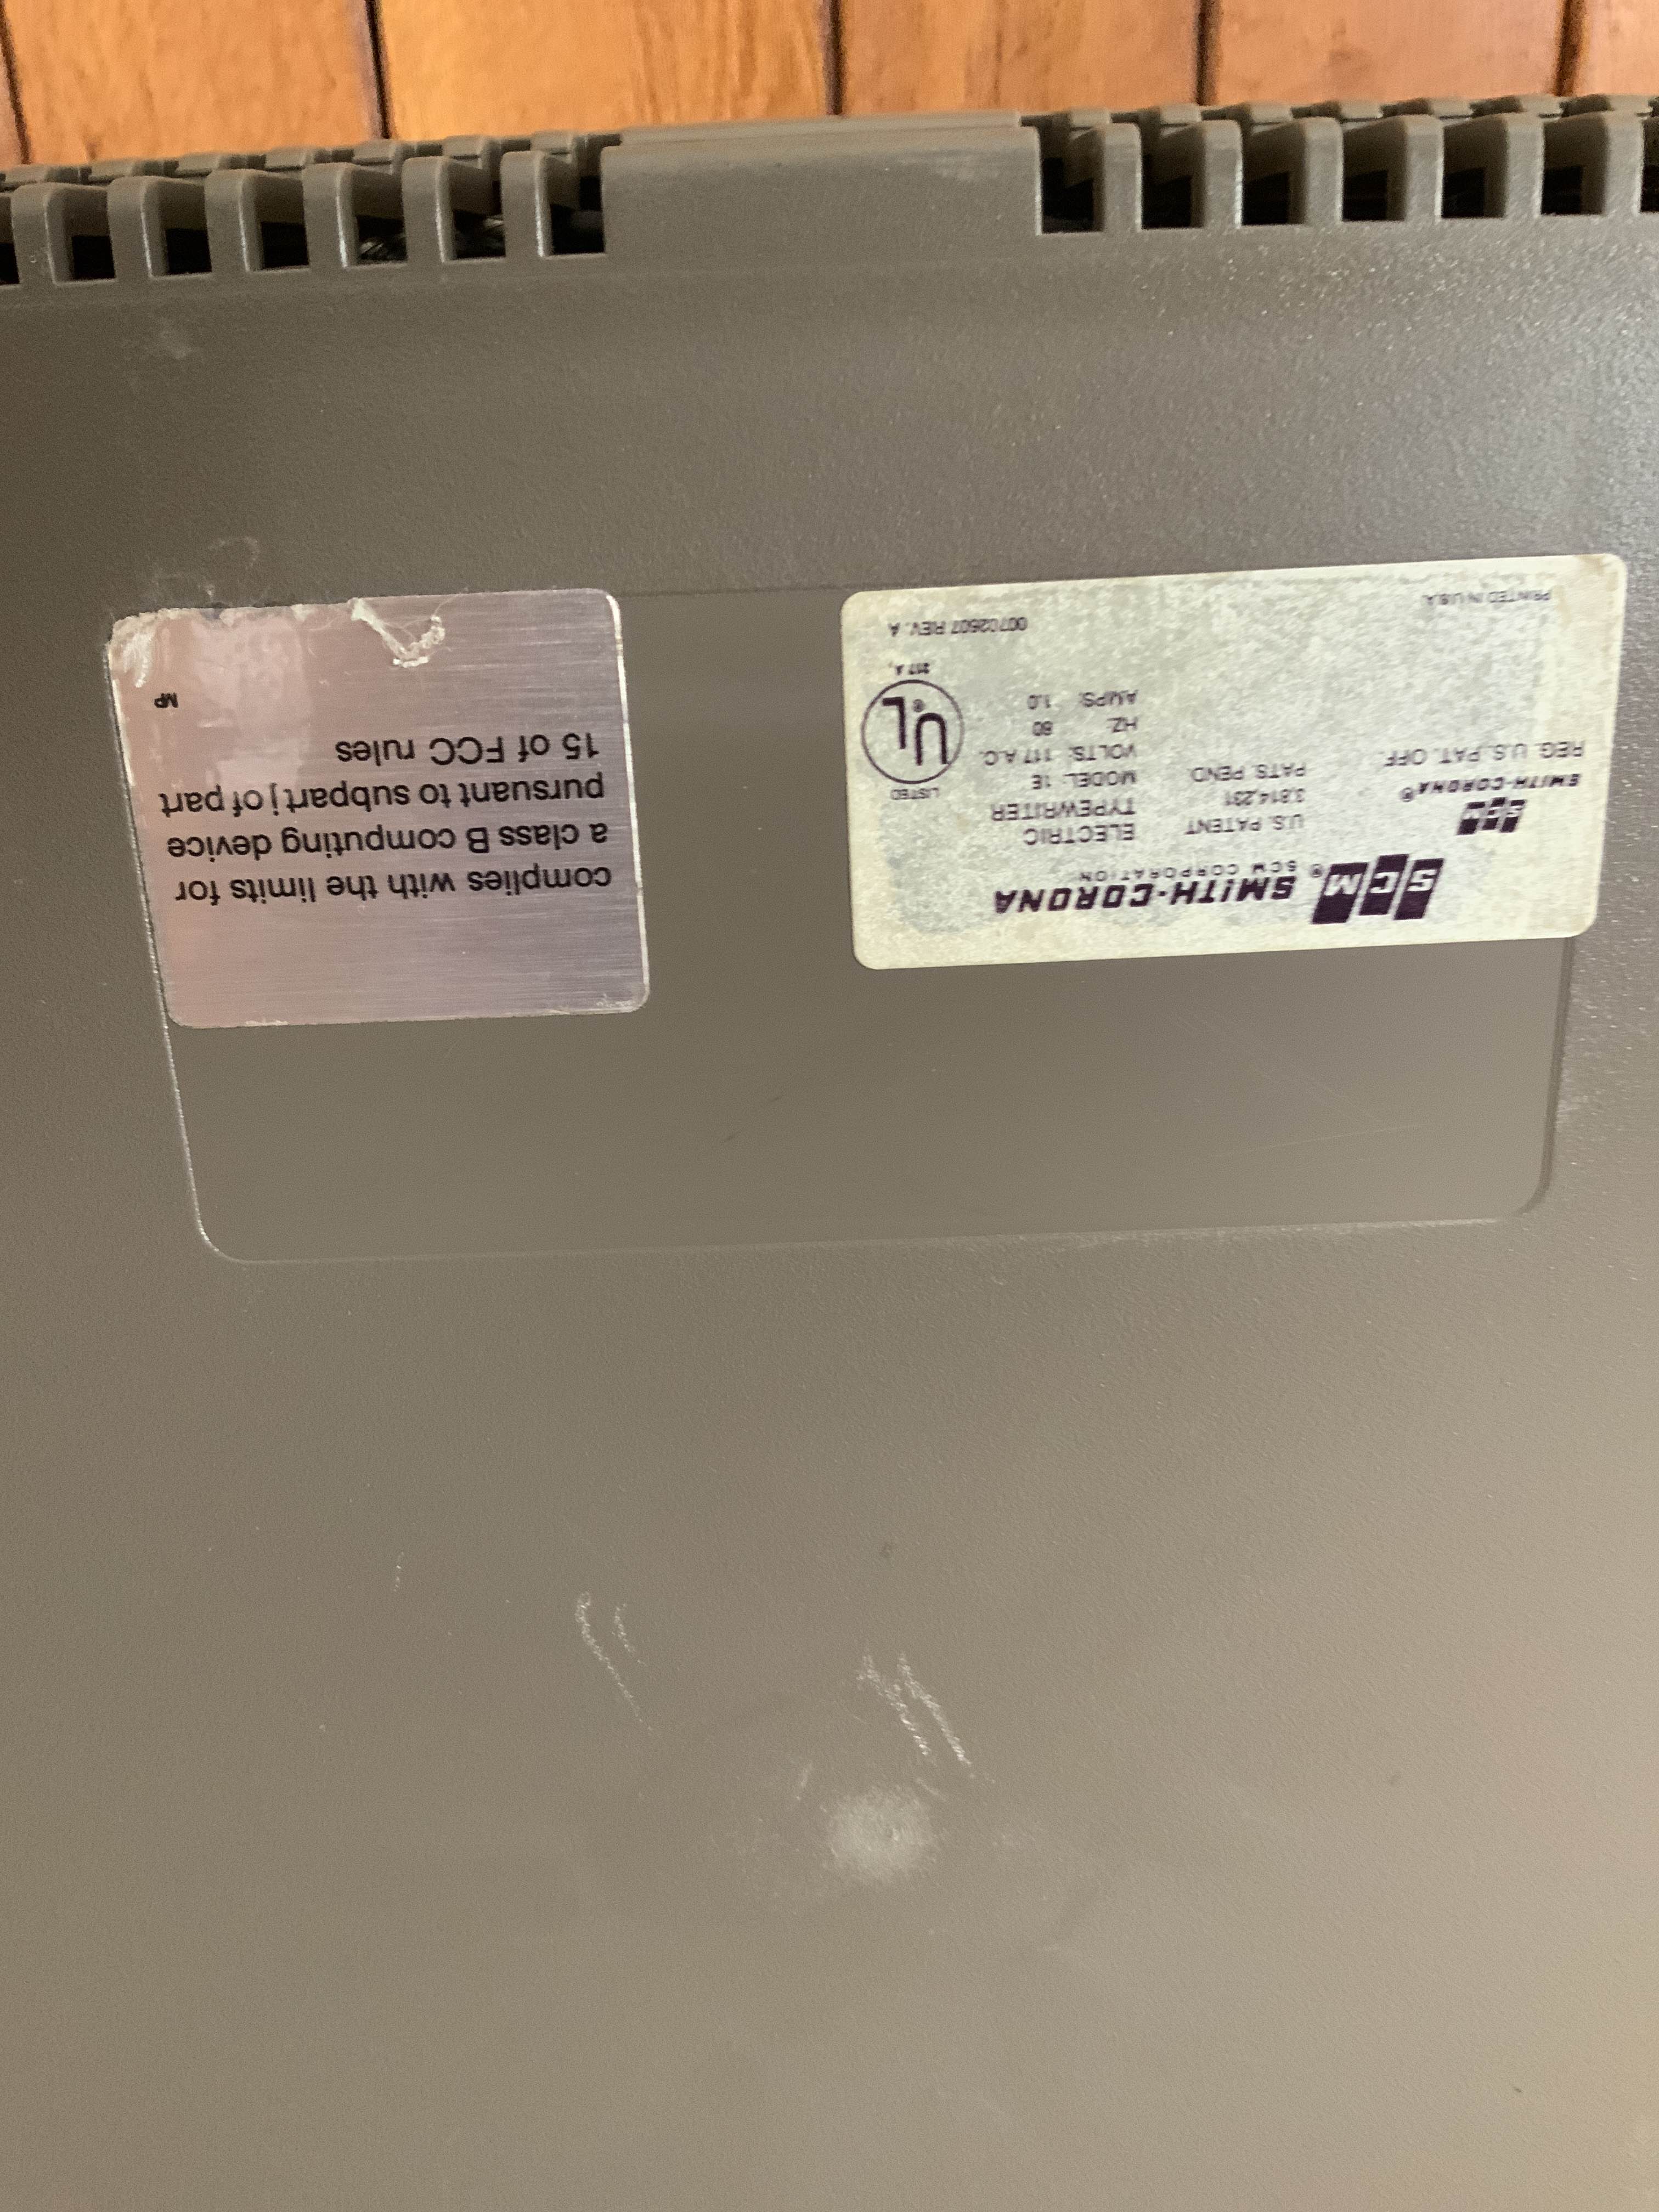 SCM® SMITH-CORONA
SCM CORPORATION
SCM
SMITH-CORONA®
REG. U.S. PAT. OFF.
U.S. PATENT
3,814,231
PATS. PEND.
ELECTRIC
TYPEWRITER
MODEL: 1E
VOLTS: 117 A.C.
HZ: 60
AMPS: 1.0
LISTED
UL®
317 A
PRINTED IN U.S.A.
00702607 REV. A
complies with the limits for
a class B computing device
pursuant to subpart j of part
15 of FCC rules
MP